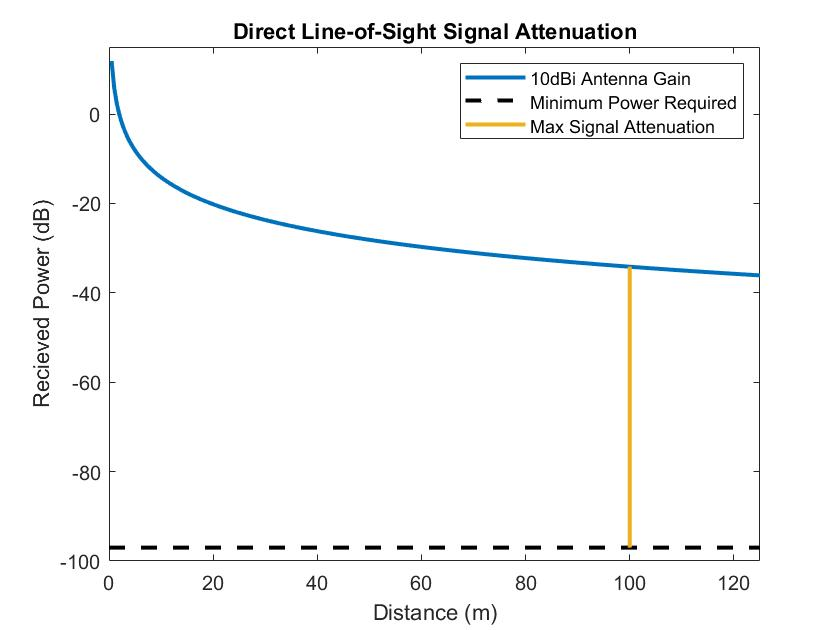 Direct Line-of-Sight Signal Attenuation
10dBi Antenna Gain
Minimum Power Required
Max Signal Attenuation
Recieved Power (dB)
0
-20
-40
-60
-80
-100
0 20 40 60 80 100 120
Distance (m)